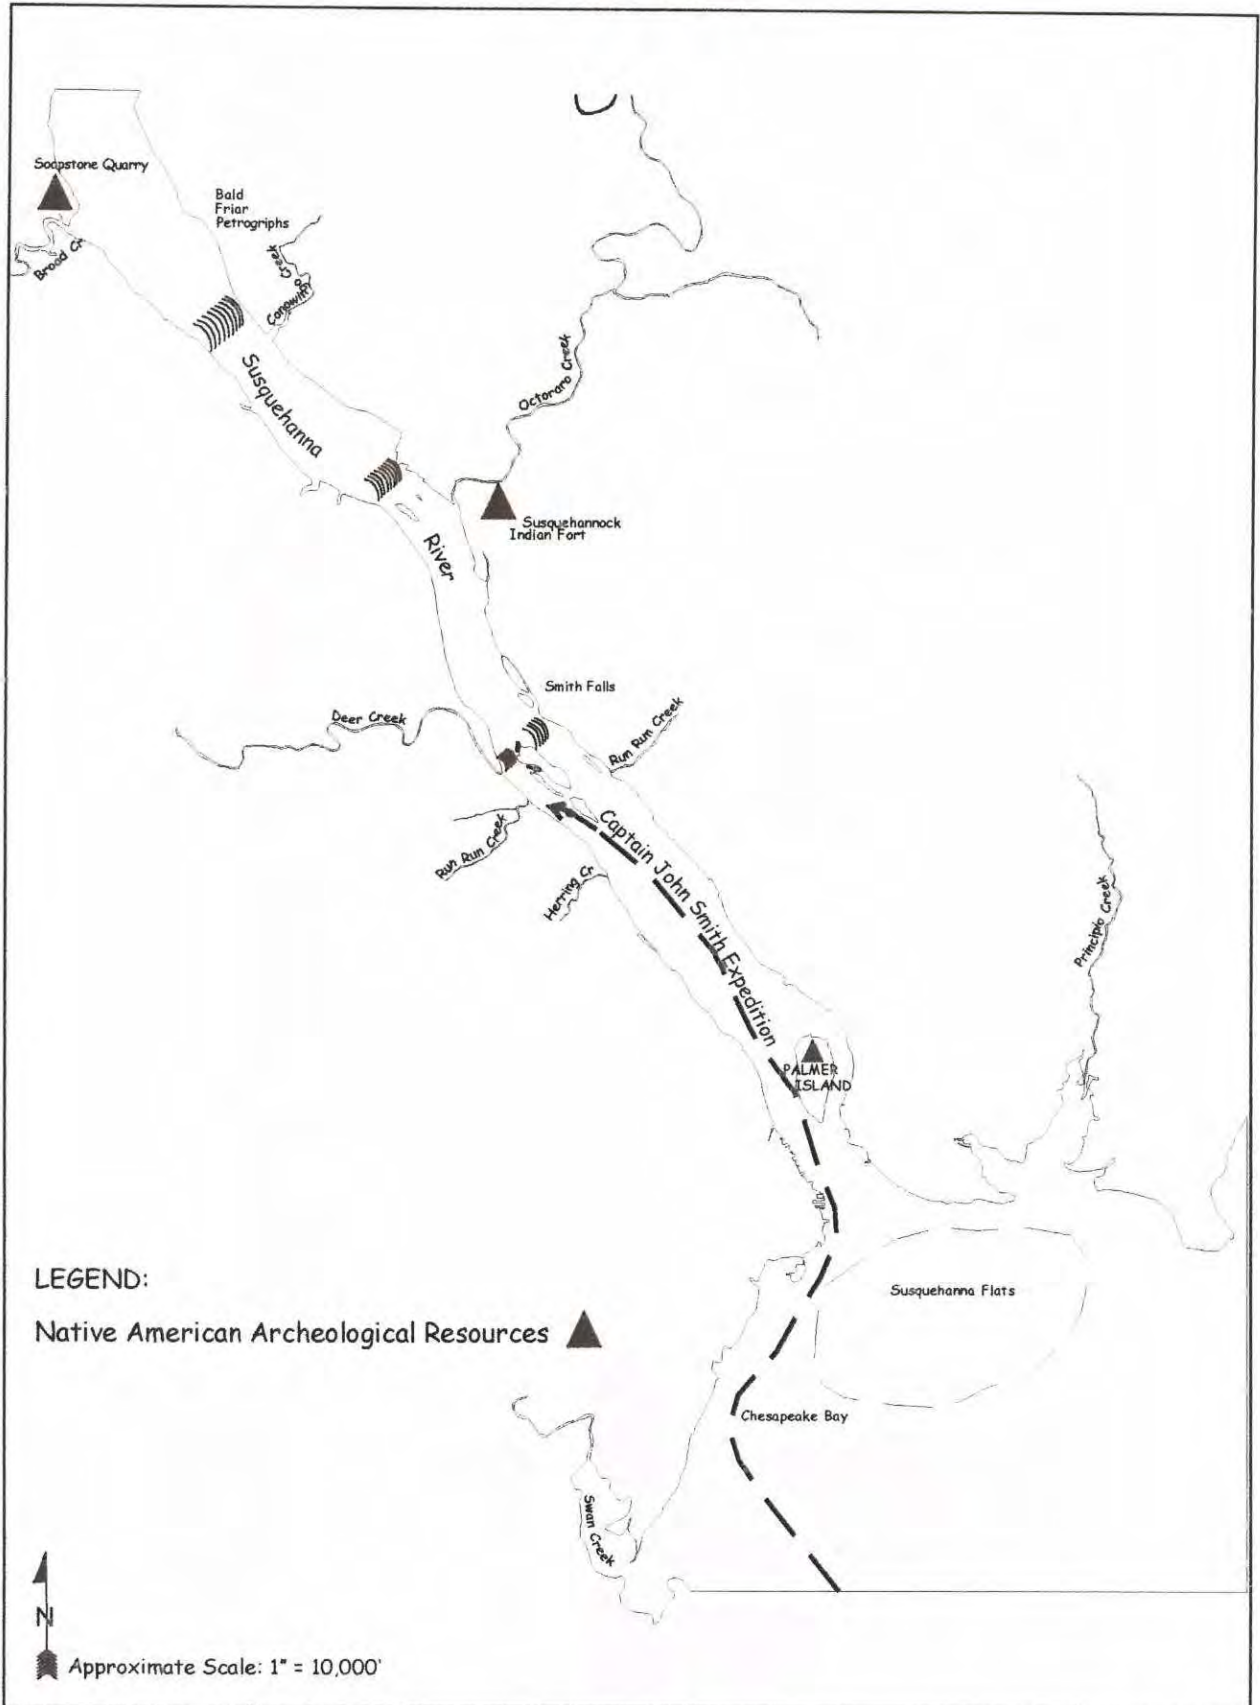 Soapstone Quarry
Bald
Friar
Petrogriphs
Broad Cr
Conowingo Creek
Susquehanna
River
Octoraro Creek
Susquehannock
Indian Fort
Smith Falls
Deer Creek
Run Run Creek
Run Run Creek
Herring Cr
Captain John Smith Expedition
Principio Creek
PALMER
ISLAND
Susquehanna Flats
Chesapeake Bay
Swan Creek
LEGEND:
Native American Archeological Resources
N
Approximate Scale: 1" = 10,000'